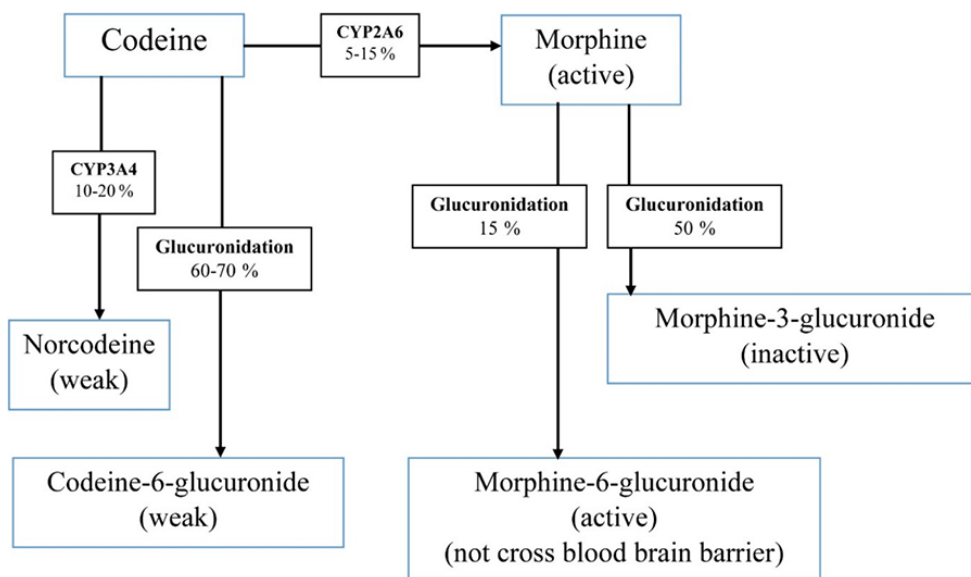 Codeine
CYP2A6
5-15 %
Morphine
(active)
CYP3A4
10-20 %
Glucuronidation
60-70 %
Glucuronidation
15 %
Glucuronidation
50 %
Norcodeine
(weak)
Morphine-3-glucuronide
(inactive)
Codeine-6-glucuronide
(weak)
Morphine-6-glucuronide
(active)
(not cross blood brain barrier)